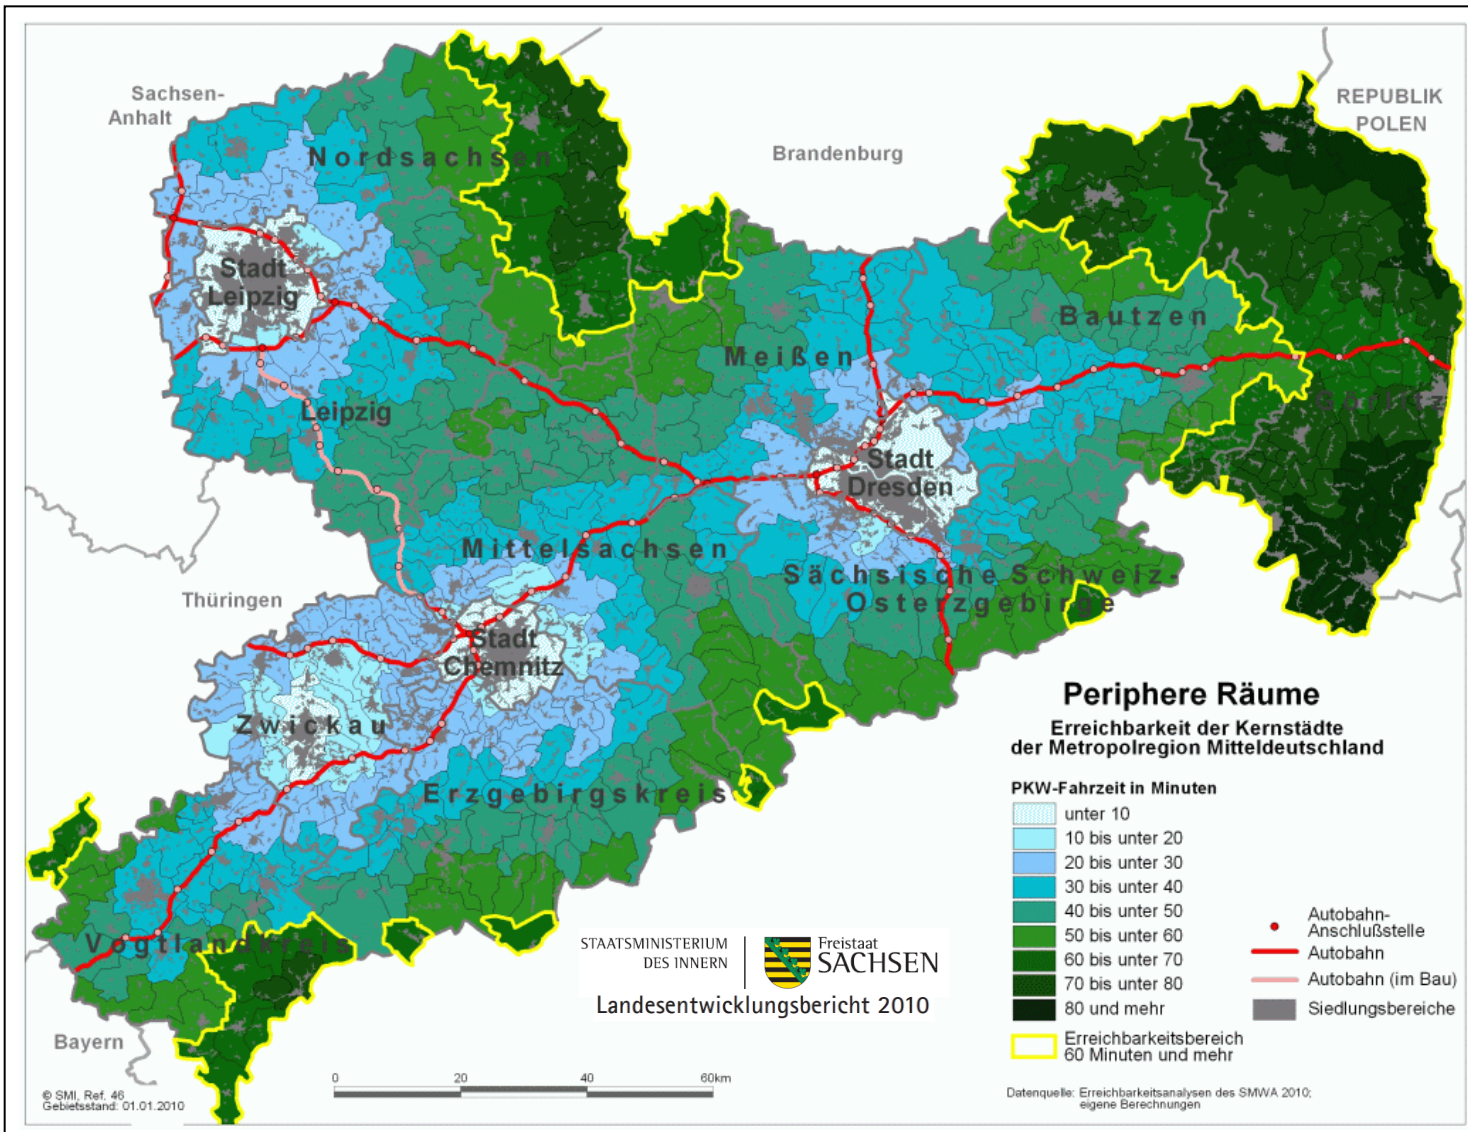 Sachsen-
Anhalt
REPUBLIK
POLEN
Brandenburg
Nordsachsen
Stadt
Leipzig
Bautzen
Meißen
Leipzig
Stadt
Dresden
Mittelsachsen
Sächsische Schweiz-
Osterzgebirge
Thüringen
Stadt
Chemnitz
Zwickau
Erzgebirgskreis
Vogtlandkreis
Bayern
Periphere Räume
Erreichbarkeit der Kernstädte
der Metropolregion Mitteldeutschland
PKW-Fahrzeit in Minuten
unter 10
10 bis unter 20
20 bis unter 30
30 bis unter 40
40 bis unter 50
50 bis unter 60
60 bis unter 70
70 bis unter 80
80 und mehr
Erreichbarkeitsbereich
60 Minuten und mehr
Autobahn-
Anschlußstelle
Autobahn
Autobahn (im Bau)
Siedlungsbereiche
STAATSMINISTERIUM
DES INNERN
Freistaat
SACHSEN
Landesentwicklungsbericht 2010
0 20 40 60km
© SMI, Ref. 46
Gebietsstand: 01.01.2010
Datenquelle: Erreichbarkeitsanalysen des SMWA 2010;
eigene Berechnungen